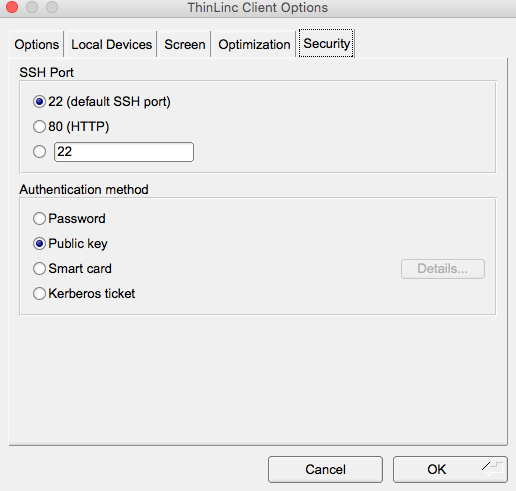 ThinLinc Client Options
Options Local Devices Screen Optimization Security
SSH Port
22 (default SSH port)
80 (HTTP)
22
Authentication method
Password
Public key
Smart card Details...
Kerberos ticket
Cancel OK